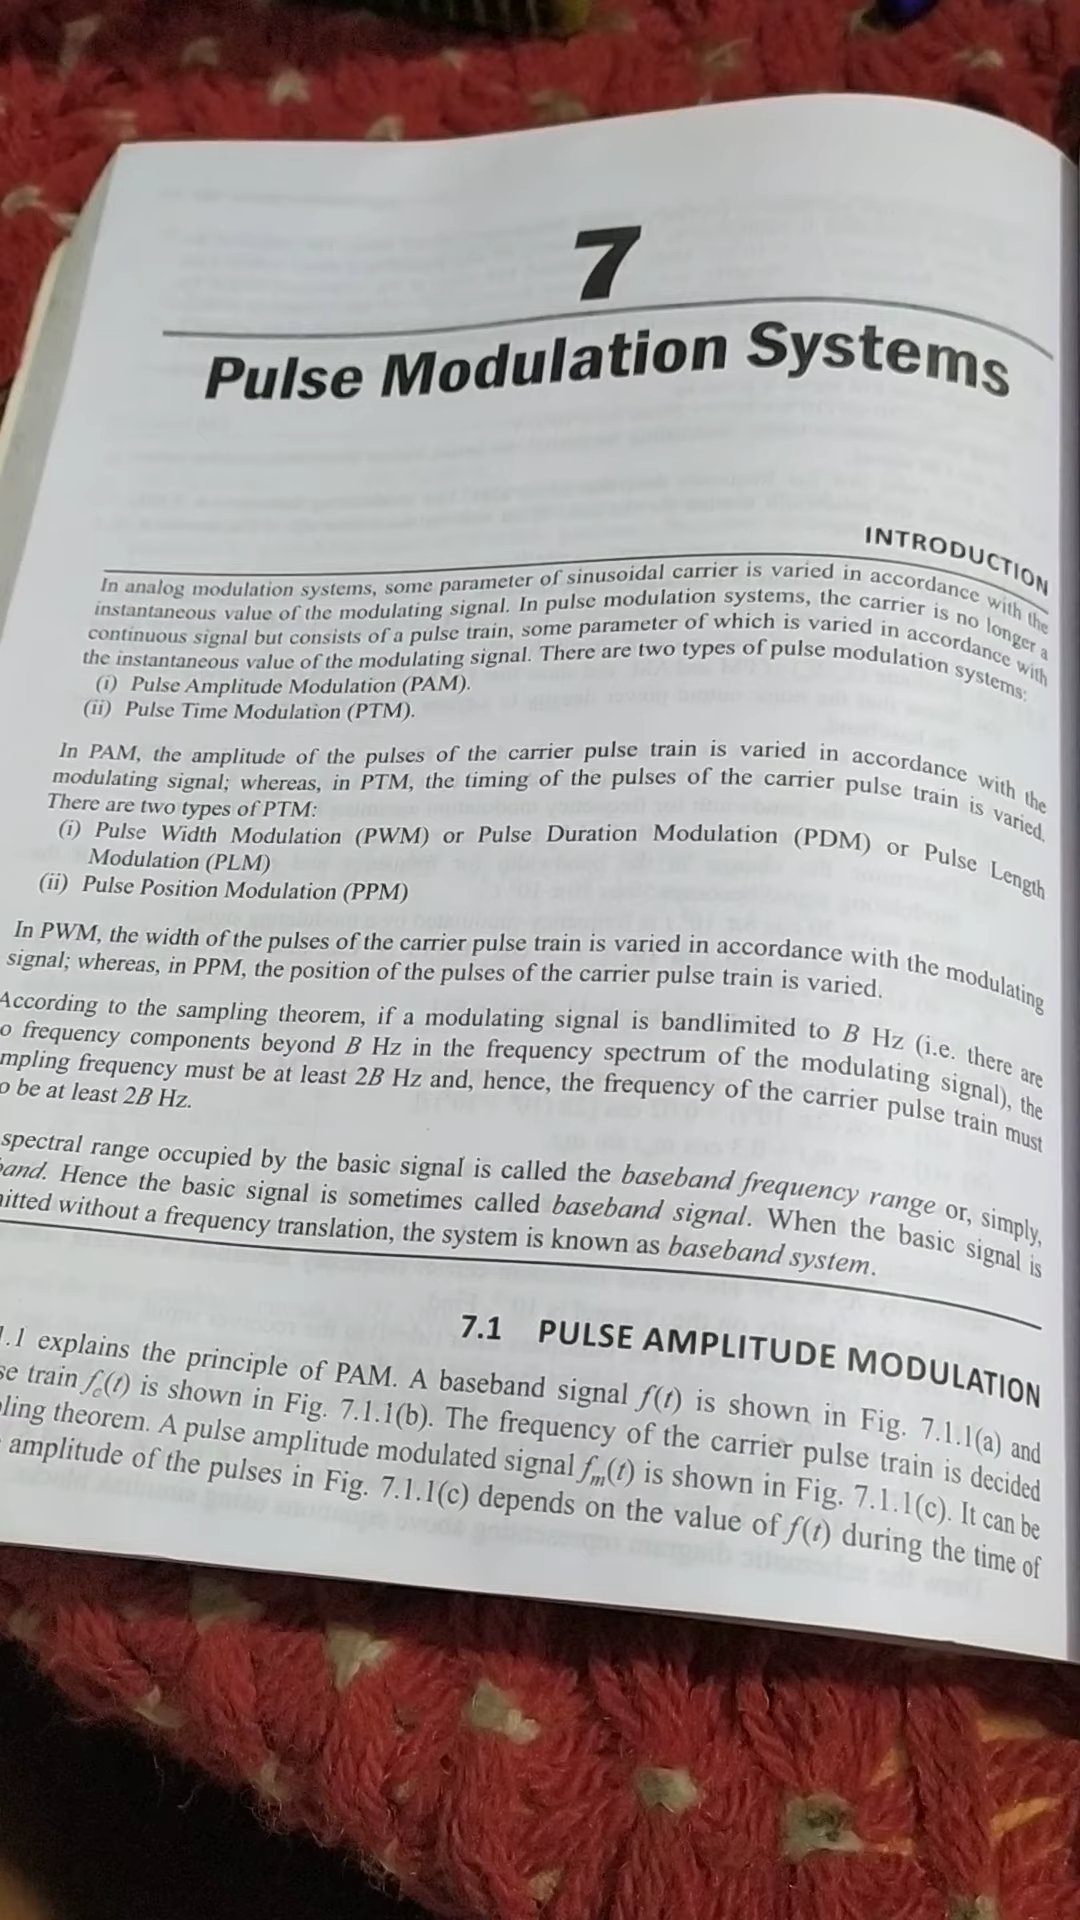 7
Pulse Modulation Systems
INTRODUCTION
In analog modulation systems, some parameter of sinusoidal carrier is varied in accordance with the
instantaneous value of the modulating signal. In pulse modulation systems, the carrier is no longer a
continuous signal but consists of a pulse train, some parameter of which is varied in accordance with
the instantaneous value of the modulating signal. There are two types of pulse modulation systems:
(i) Pulse Amplitude Modulation (PAM).
(ii) Pulse Time Modulation (PTM).
In PAM, the amplitude of the pulses of the carrier pulse train is varied in accordance with the
modulating signal; whereas, in PTM, the timing of the pulses of the carrier pulse train is varied.
There are two types of PTM:
(i) Pulse Width Modulation (PWM) or Pulse Duration Modulation (PDM) or Pulse Length
Modulation (PLM)
(ii) Pulse Position Modulation (PPM)
In PWM, the width of the pulses of the carrier pulse train is varied in accordance with the modulating
signal; whereas, in PPM, the position of the pulses of the carrier pulse train is varied.
According to the sampling theorem, if a modulating signal is bandlimited to B Hz (i.e. there are
o frequency components beyond B Hz in the frequency spectrum of the modulating signal), the
mpling frequency must be at least 2B Hz and, hence, the frequency of the carrier pulse train must
o be at least 2B Hz.
spectral range occupied by the basic signal is called the baseband frequency range or, simply,
band. Hence the basic signal is sometimes called baseband signal. When the basic signal is
itted without a frequency translation, the system is known as baseband system.
7.1 PULSE AMPLITUDE MODULATION
.1 explains the principle of PAM. A baseband signal f(t) is shown in Fig. 7.1.1(a) and
se train fc(t) is shown in Fig. 7.1.1(b). The frequency of the carrier pulse train is decided
ling theorem. A pulse amplitude modulated signal fm(t) is shown in Fig. 7.1.1(c). It can be
amplitude of the pulses in Fig. 7.1.1(c) depends on the value of f(t) during the time of